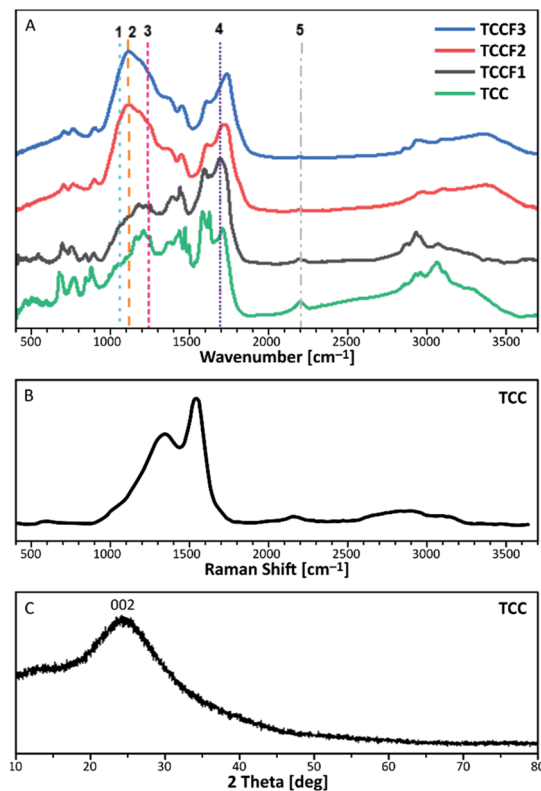 A
1 2 3 4 5
TCCF3
TCCF2
TCCF1
TCC
500 1000 1500 2000 2500 3000 3500
Wavenumber [cm⁻¹]
B TCC
500 1000 1500 2000 2500 3000 3500
Raman Shift [cm⁻¹]
C 002 TCC
10 20 30 40 50 60 70 80
2 Theta [deg]